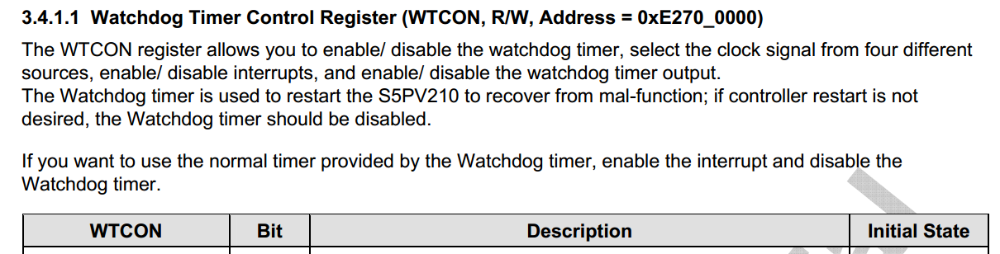 3.4.1.1 Watchdog Timer Control Register (WTCON, R/W, Address = 0xE270_0000)
The WTCON register allows you to enable/ disable the watchdog timer, select the clock signal from four different
sources, enable/ disable interrupts, and enable/ disable the watchdog timer output.
The Watchdog timer is used to restart the S5PV210 to recover from mal-function; if controller restart is not
desired, the Watchdog timer should be disabled.
If you want to use the normal timer provided by the Watchdog timer, enable the interrupt and disable the
Watchdog timer.
WTCON Bit Description Initial State